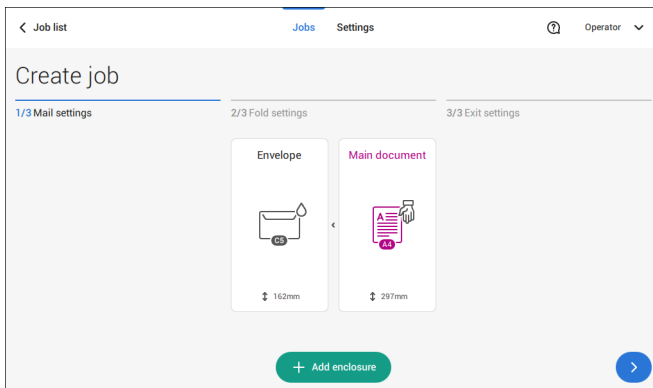 Job list
Jobs
Settings
Operator
Create job
1/3 Mail settings
2/3 Fold settings
3/3 Exit settings
Envelope
Main document
C5
A
A4
162mm
297mm
+ Add enclosure